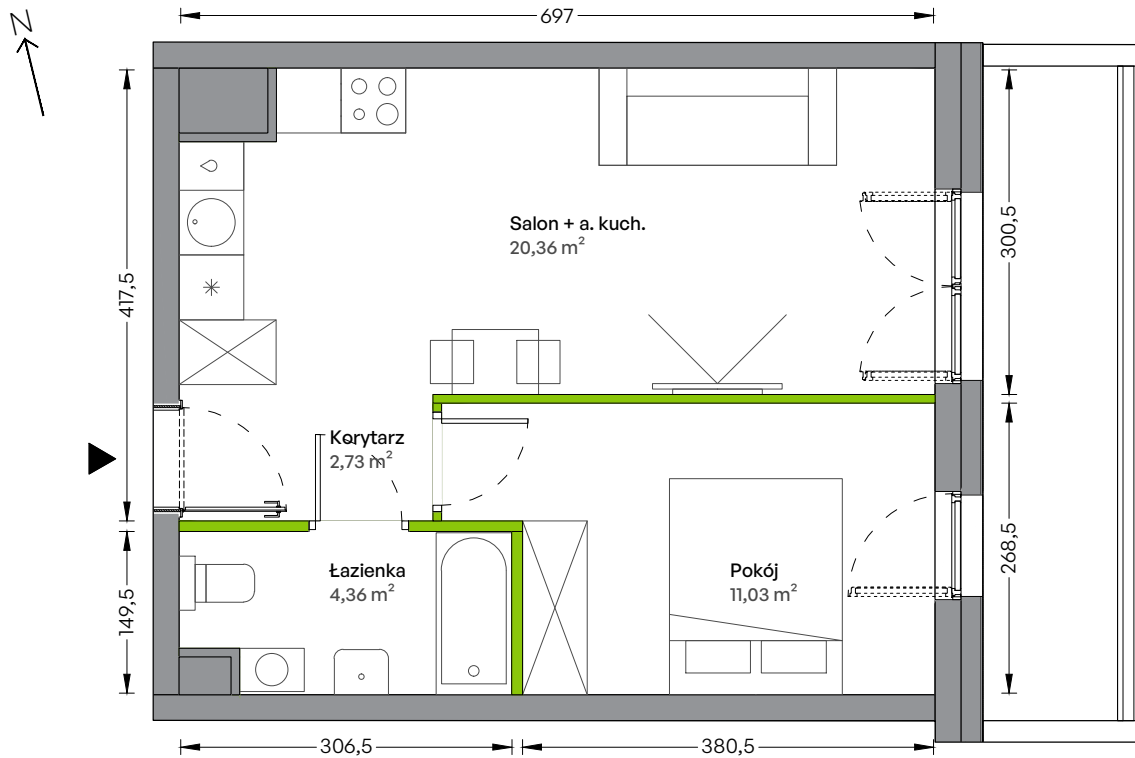 N
697
417,5
Salon + a. kuch.
20,36 m²
300,5
Korytarz
2,73 m²
149,5
Łazienka
4,36 m²
Pokój
11,03 m²
268,5
306,5
380,5